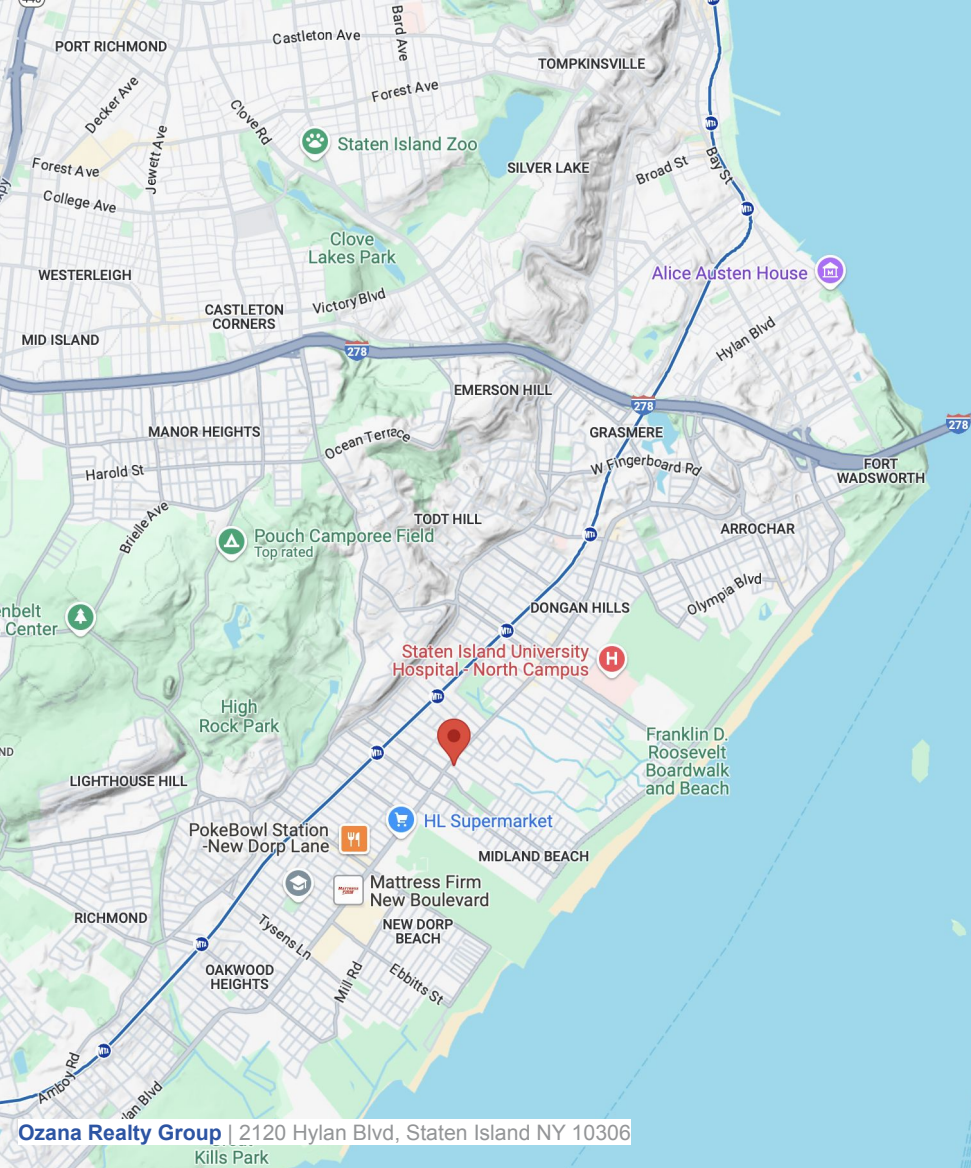 440
Bard Ave
Castleton Ave
PORT RICHMOND
TOMPKINSVILLE
Decker Ave
Forest Ave
Clove Rd
Staten Island Zoo
Jewett Ave
Forest Ave
SILVER LAKE
Broad St
Bay St
College Ave
Clove
Lakes Park
WESTERLEIGH
Alice Austen House
Victory Blvd
CASTLETON
CORNERS
MID ISLAND
Hylan Blvd
278
EMERSON HILL
278
278
MANOR HEIGHTS
Ocean Terrace
GRASMERE
Harold St
W Fingerboard Rd
FORT
WADSWORTH
Brielle Ave
TODT HILL
ARROCHAR
Pouch Camporee Field
Top rated
Olympia Blvd
DONGAN HILLS
enbelt
Center
Staten Island University
Hospital - North Campus
H
High
Rock Park
Franklin D.
Roosevelt
Boardwalk
and Beach
ND
LIGHTHOUSE HILL
HL Supermarket
PokeBowl Station
-New Dorp Lane
MIDLAND BEACH
Mattress Firm
New Boulevard
RICHMOND
Tysens Ln
NEW DORP
BEACH
OAKWOOD
HEIGHTS
Mill Rd
Ebbitts St
Amboy Rd
lan Blvd
Ozana Realty Group | 2120 Hylan Blvd, Staten Island NY 10306
Kills Park